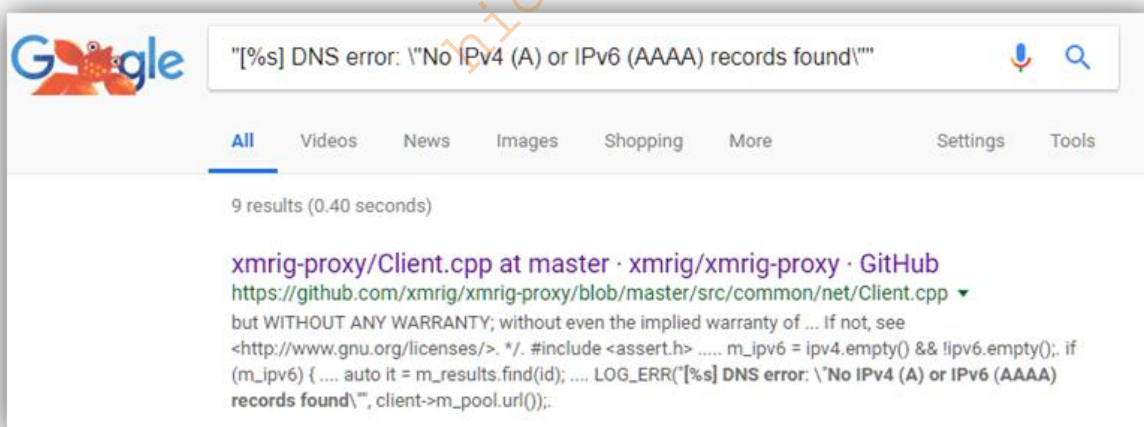 Google
"[%s] DNS error: \"No IPv4 (A) or IPv6 (AAAA) records found\""
All Videos News Images Shopping More Settings Tools
9 results (0.40 seconds)
xmrig-proxy/Client.cpp at master · xmrig/xmrig-proxy · GitHub
https://github.com/xmrig/xmrig-proxy/blob/master/src/common/net/Client.cpp
but WITHOUT ANY WARRANTY; without even the implied warranty of ... If not, see
<http://www.gnu.org/licenses/>. */. #include <assert.h> ..... m_ipv6 = ipv4.empty() && !ipv6.empty();. if
(m_ipv6) { .... auto it = m_results.find(id); .... LOG_ERR("[%s] DNS error: \"No IPv4 (A) or IPv6 (AAAA)
records found\"", client->m_pool.url());.